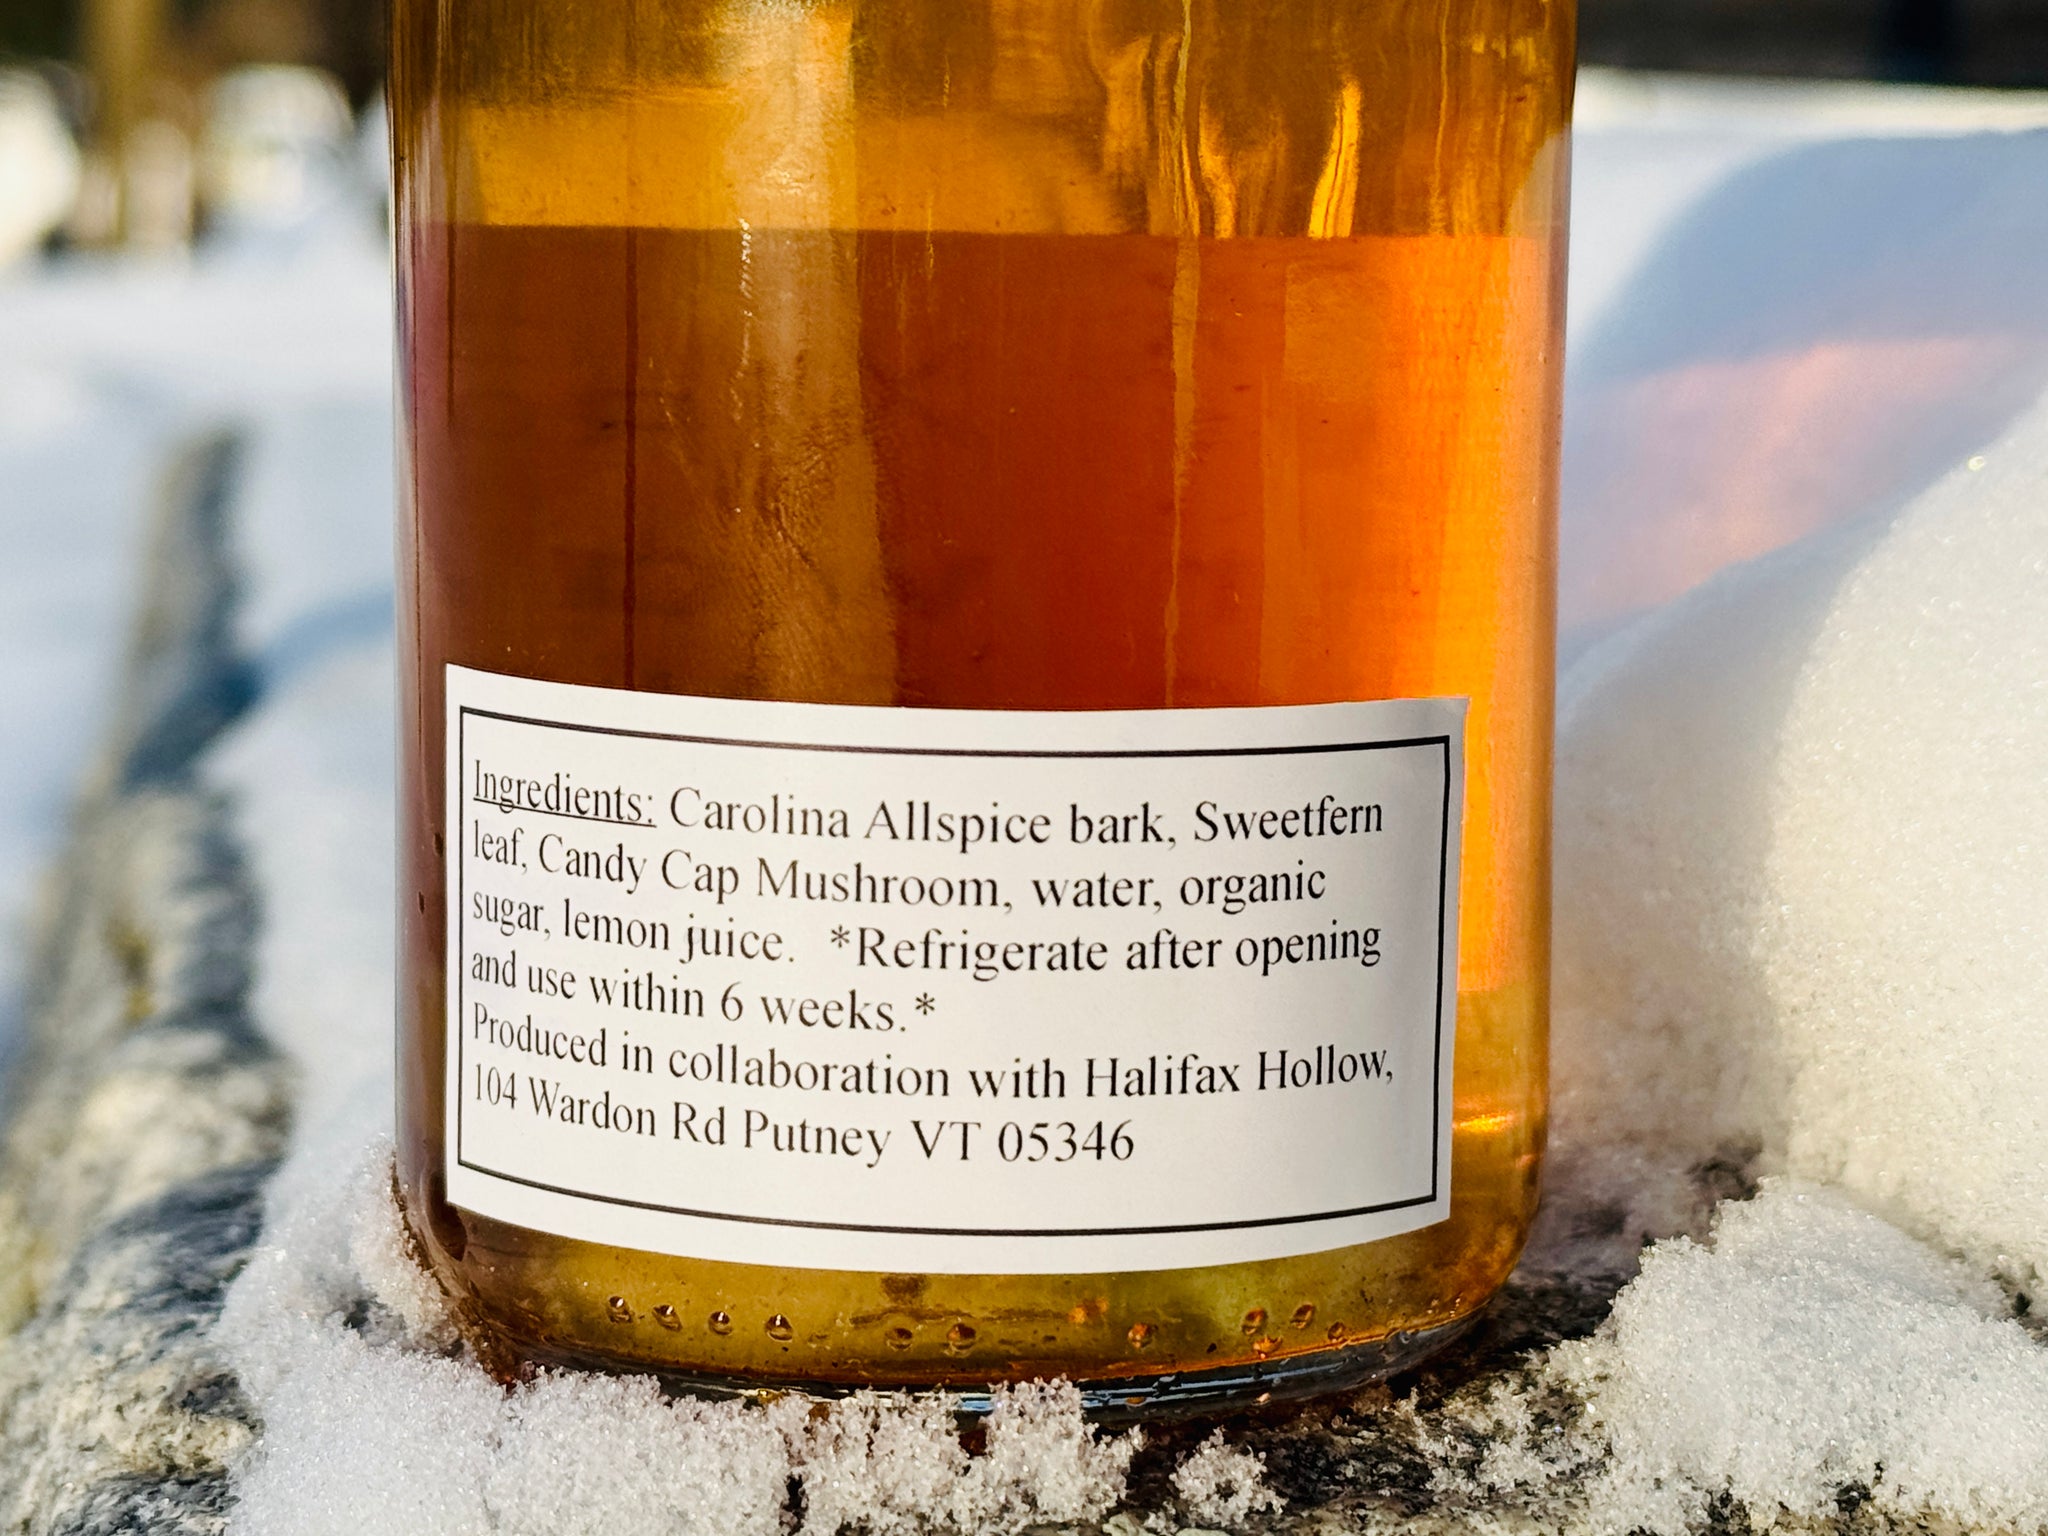 Ingredients: Carolina Allspice bark, Sweetfern
leaf, Candy Cap Mushroom, water, organic
sugar, lemon juice.  *Refrigerate after opening
and use within 6 weeks.*
Produced in collaboration with Halifax Hollow,
104 Wardon Rd Putney VT 05346